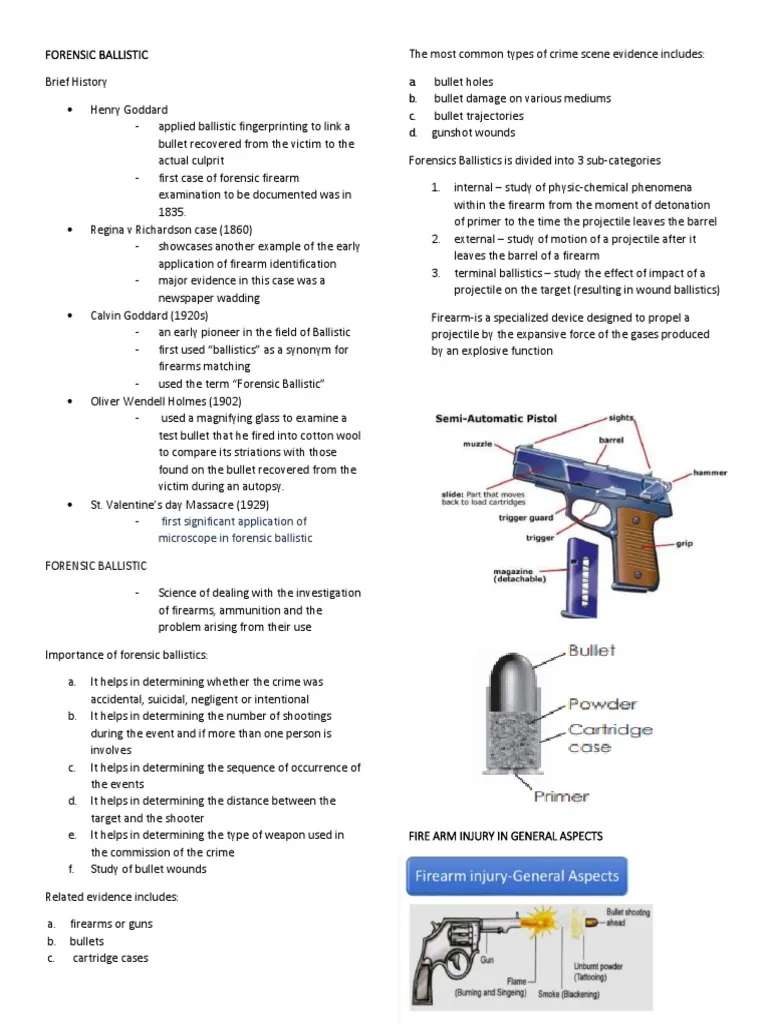 FORENSIC BALLISTIC
Brief History
• Henry Goddard
- applied ballistic fingerprinting to link a
bullet recovered from the victim to the
actual culprit
- first case of forensic firearm
examination to be documented was in
1835.
• Regina v Richardson case (1860)
- showcases another example of the early
application of firearm identification
- major evidence in this case was a
newspaper wadding
• Calvin Goddard (1920s)
- an early pioneer in the field of Ballistic
- first used “ballistics” as a synonym for
firearms matching
- used the term “Forensic Ballistic”
• Oliver Wendell Holmes (1902)
- used a magnifying glass to examine a
test bullet that he fired into cotton wool
to compare its striations with those
found on the bullet recovered from the
victim during an autopsy.
• St. Valentine’s day Massacre (1929)
- first significant application of
microscope in forensic ballistic
FORENSIC BALLISTIC
- Science of dealing with the investigation
of firearms, ammunition and the
problem arising from their use
Importance of forensic ballistics:
a. It helps in determining whether the crime was
accidental, suicidal, negligent or intentional
b. It helps in determining the number of shootings
during the event and if more than one person is
involves
c. It helps in determining the sequence of occurrence of
the events
d. It helps in determining the distance between the
target and the shooter
e. It helps in determining the type of weapon used in
the commission of the crime
f. Study of bullet wounds
Related evidence includes:
a. firearms or guns
b. bullets
c. cartridge cases
The most common types of crime scene evidence includes:
a. bullet holes
b. bullet damage on various mediums
c. bullet trajectories
d. gunshot wounds
Forensics Ballistics is divided into 3 sub-categories
1. internal – study of physic-chemical phenomena
within the firearm from the moment of detonation
of primer to the time the projectile leaves the barrel
2. external – study of motion of a projectile after it
leaves the barrel of a firearm
3. terminal ballistics – study the effect of impact of a
projectile on the target (resulting in wound ballistics)
Firearm-is a specialized device designed to propel a
projectile by the expansive force of the gases produced
by an explosive function
Semi-Automatic Pistol
sights
muzzle
barrel
hammer
slide: Part that moves
back to load cartridges
trigger guard
trigger
grip
magazine
(detachable)
Bullet
Powder
Cartridge
case
Primer
FIRE ARM INJURY IN GENERAL ASPECTS
Firearm injury-General Aspects
Bullet shooting
ahead
Gun
Unburnt powder
(Tattooing)
Flame
(Burning and Singeing)
Smoke (Blackening)